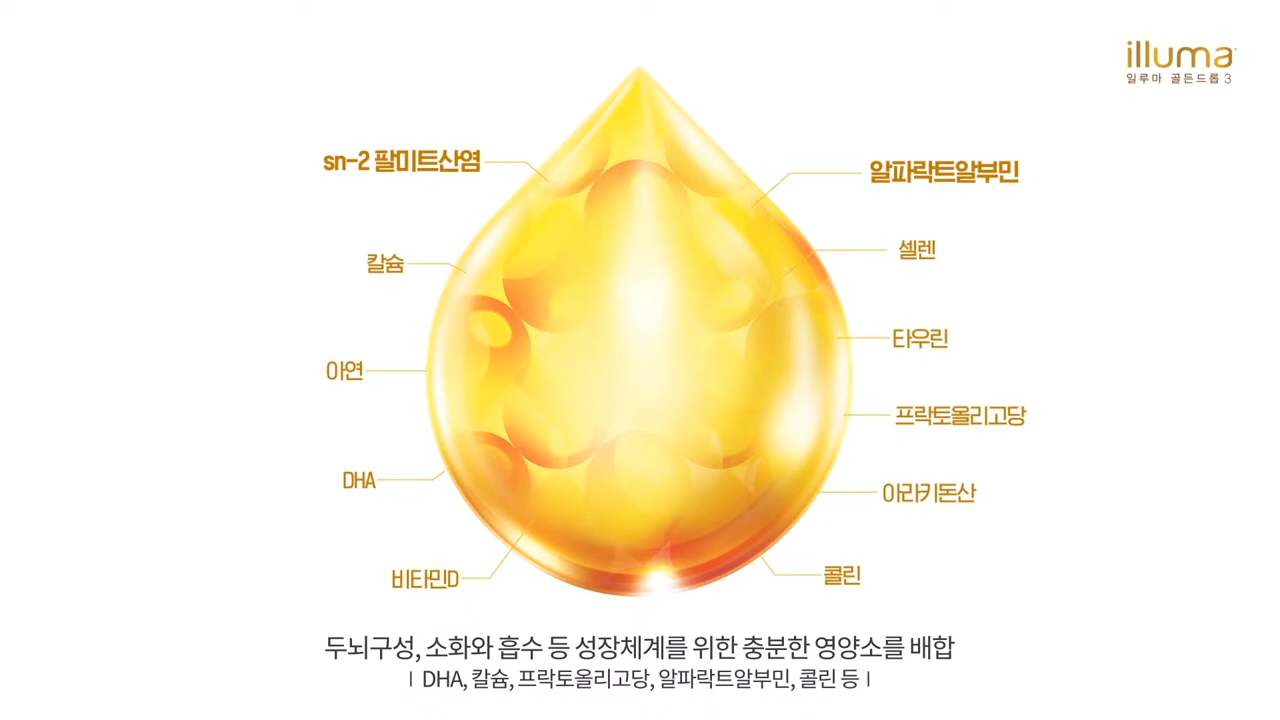 illuma
일루마 골든드롭 3
sn-2 팔미트산염
알파락트알부민
칼슘
셀렌
타우린
아연
프락토올리고당
DHA
아라키돈산
비타민D
콜린
두뇌구성, 소화와 흡수 등 성장체계를 위한 충분한 영양소를 배합
| DHA, 칼슘, 프락토올리고당, 알파락트알부민, 콜린 등 |